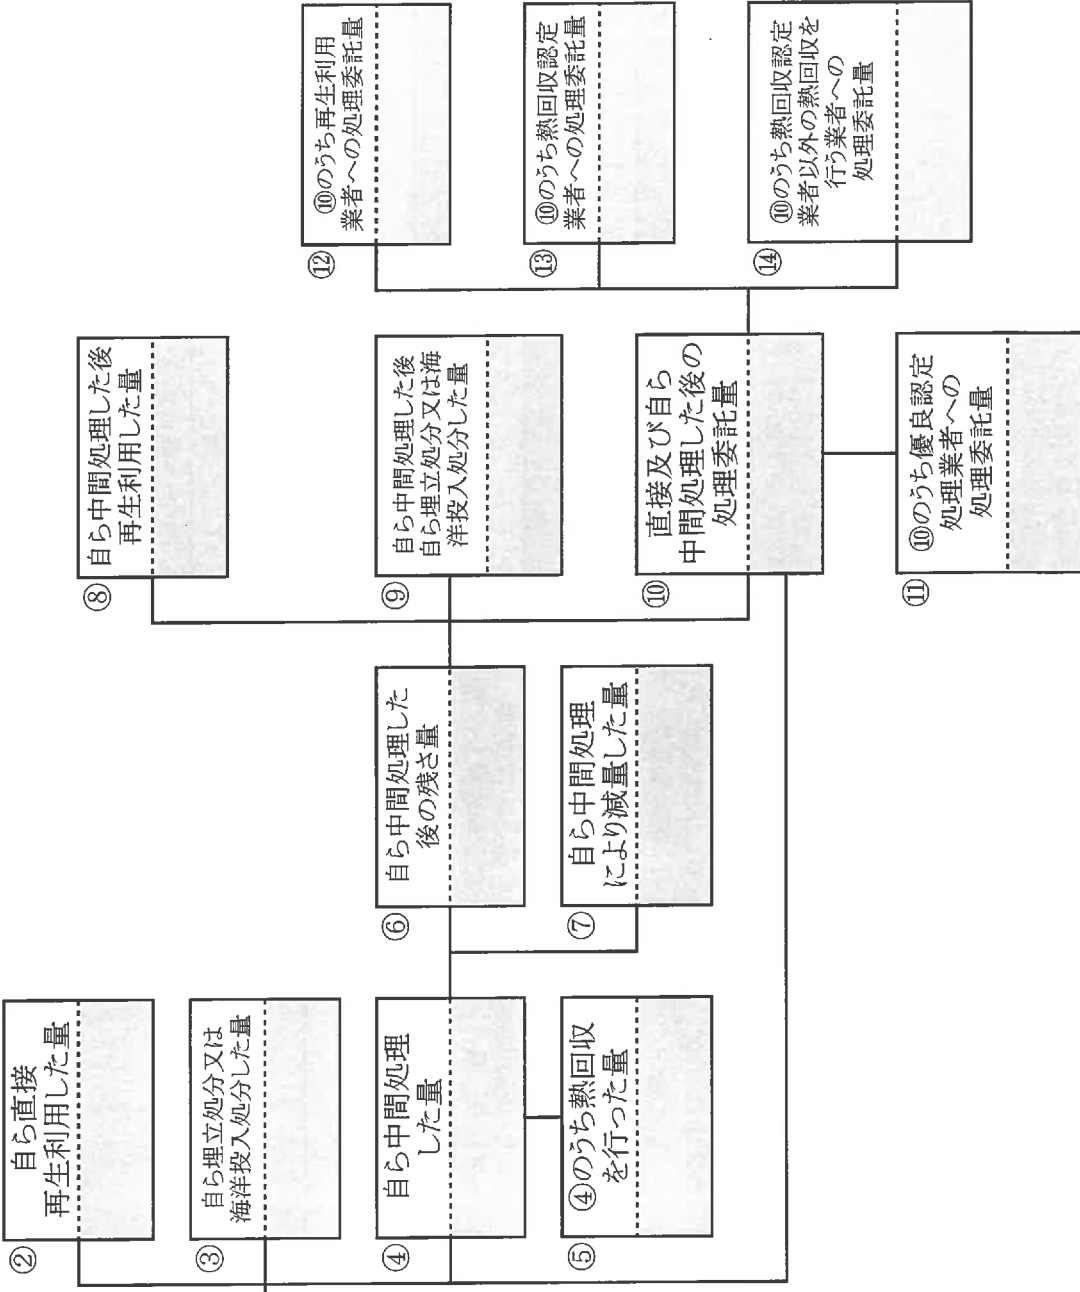 ②
自ら直接
再生利用した量
③
自ら埋立処分又は
海洋投入処分した量
④
自ら中間処理
した量
⑤
④のうち熱回収
を行った量
⑥
自ら中間処理した
後の残さ量
⑦
自ら中間処理
により減量した量
⑧
自ら中間処理した後
再生利用した量
⑨
自ら中間処理した後
自ら埋立処分又は海
洋投入処分した量
⑩
直接及び自ら
中間処理した後の
処理委託量
⑪
⑩のうち優良認定
処理業者への
処理委託量
⑫
⑩のうち再生利用
業者への処理委託量
⑬
⑩のうち熱回収認定
業者への処理委託量
⑭
⑩のうち熱回収認定
業者以外の熱回収を
行う業者への
処理委託量